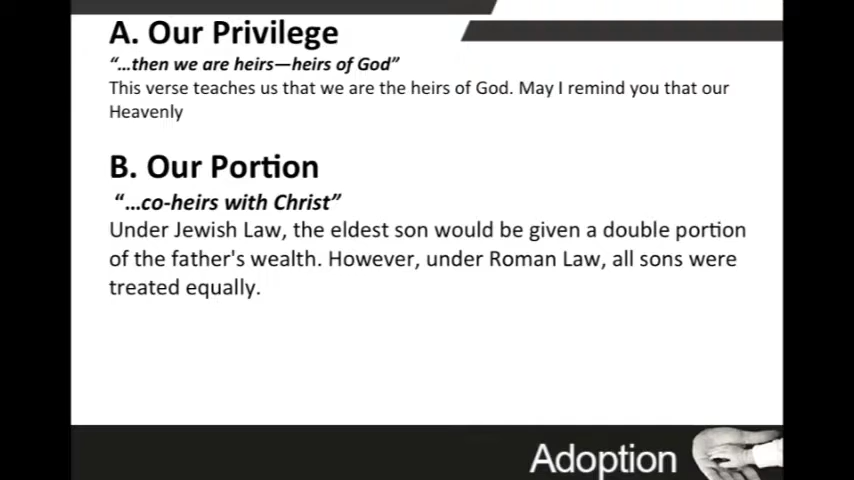 A. Our Privilege
“…then we are heirs—heirs of God”
This verse teaches us that we are the heirs of God. May I remind you that our
Heavenly
B. Our Portion
“…co-heirs with Christ”
Under Jewish Law, the eldest son would be given a double portion
of the father's wealth. However, under Roman Law, all sons were
treated equally.
Adoption